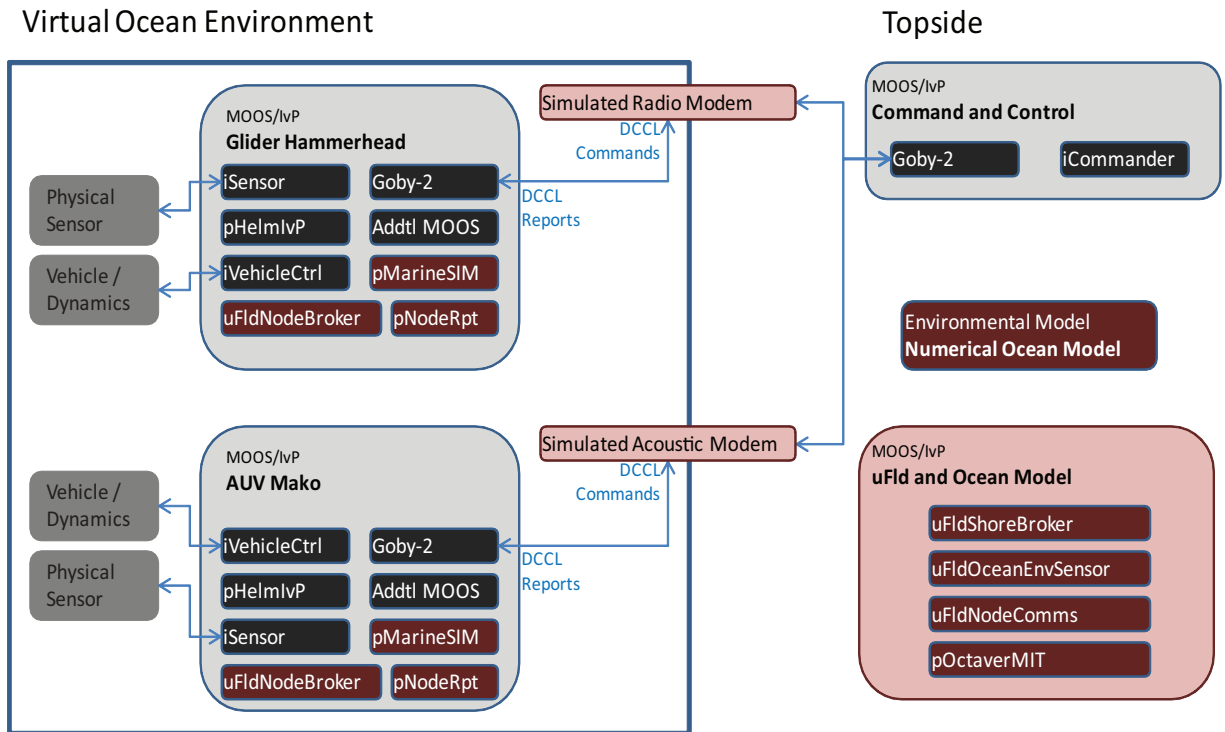 Virtual Ocean Environment
Topside
MOOS/IvP
Glider Hammerhead
iSensor
Goby-2
pHelmIvP
Addtl MOOS
iVehicleCtrl
pMarineSIM
uFldNodeBroker
pNodeRpt
Physical
Sensor
Vehicle /
Dynamics
Simulated Radio Modem
DCCL
Commands
DCCL
Reports
MOOS/IvP
Command and Control
Goby-2
iCommander
Environmental Model
Numerical Ocean Model
MOOS/IvP
AUV Mako
iVehicleCtrl
Goby-2
pHelmIvP
Addtl MOOS
iSensor
pMarineSIM
uFldNodeBroker
pNodeRpt
Vehicle /
Dynamics
Physical
Sensor
Simulated Acoustic Modem
DCCL
Commands
DCCL
Reports
MOOS/IvP
uFld and Ocean Model
uFldShoreBroker
uFldOceanEnvSensor
uFldNodeComms
pOctaverMIT